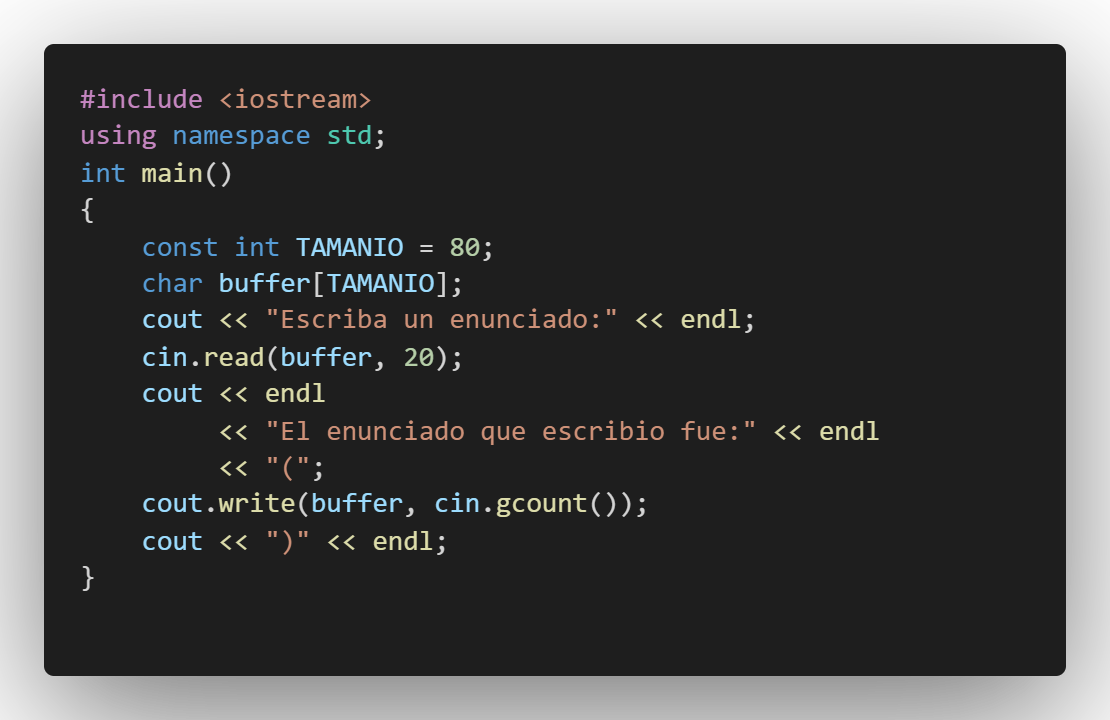 #include <iostream>
using namespace std;
int main()
{
    const int TAMANIO = 80;
    char buffer[TAMANIO];
    cout << "Escriba un enunciado:" << endl;
    cin.read(buffer, 20);
    cout << endl
         << "El enunciado que escribio fue:" << endl
         << "(";
    cout.write(buffer, cin.gcount());
    cout << ")" << endl;
}